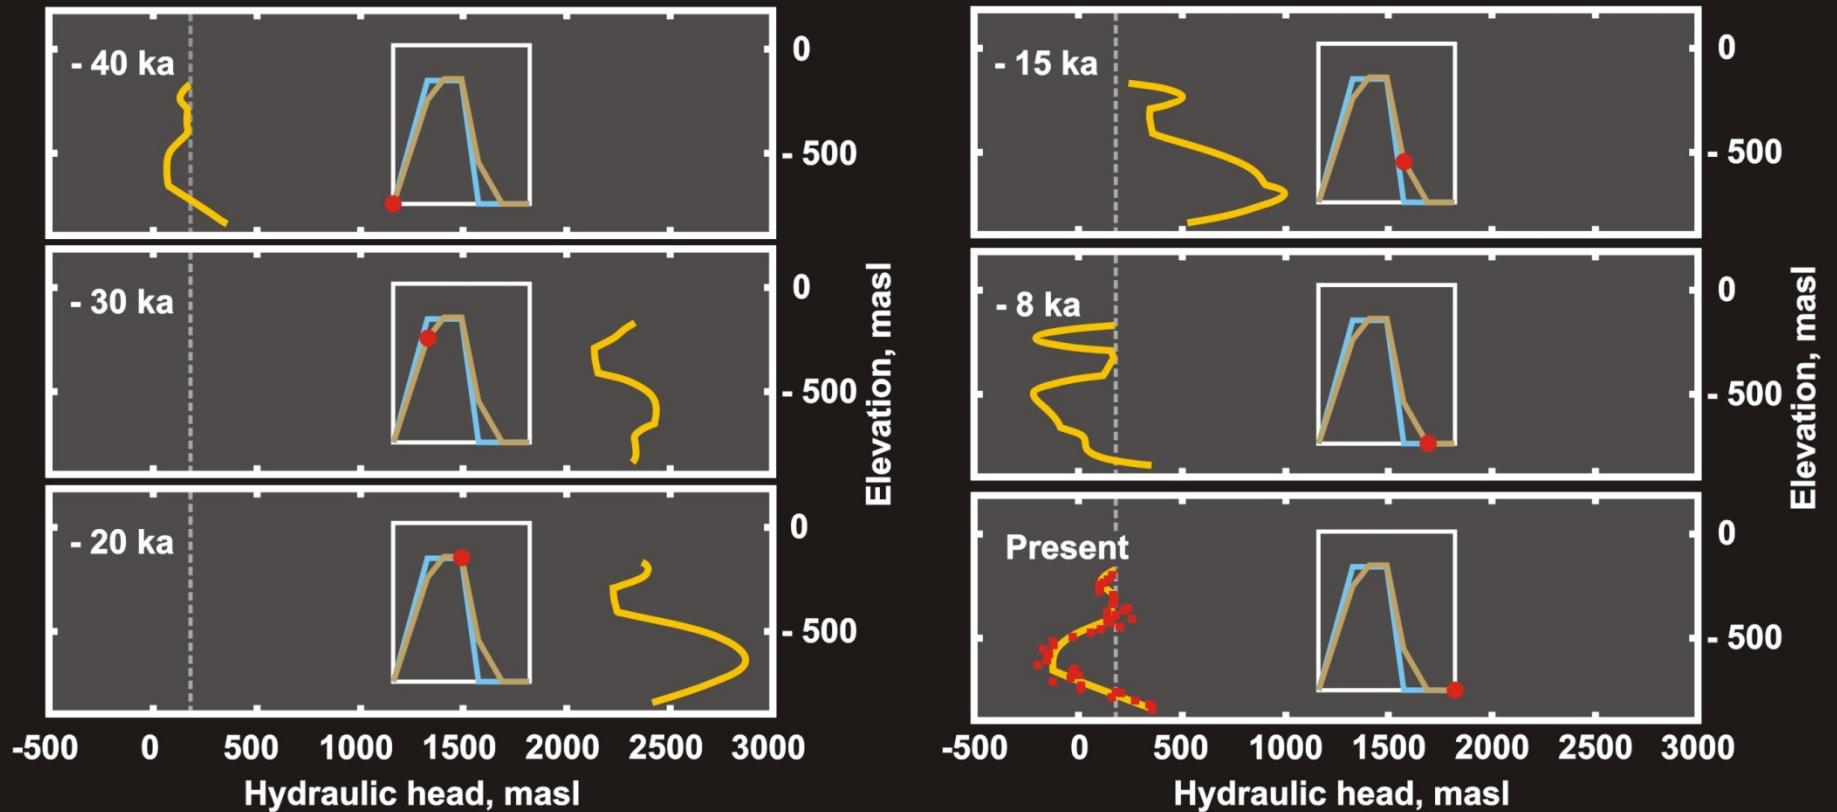 - 40 ka
0
- 500
- 30 ka
0
- 500
- 20 ka
0
- 500
Elevation, masl
-500 0 500 1000 1500 2000 2500 3000
Hydraulic head, masl
- 15 ka
0
- 500
- 8 ka
0
- 500
Present
0
- 500
Elevation, masl
-500 0 500 1000 1500 2000 2500 3000
Hydraulic head, masl